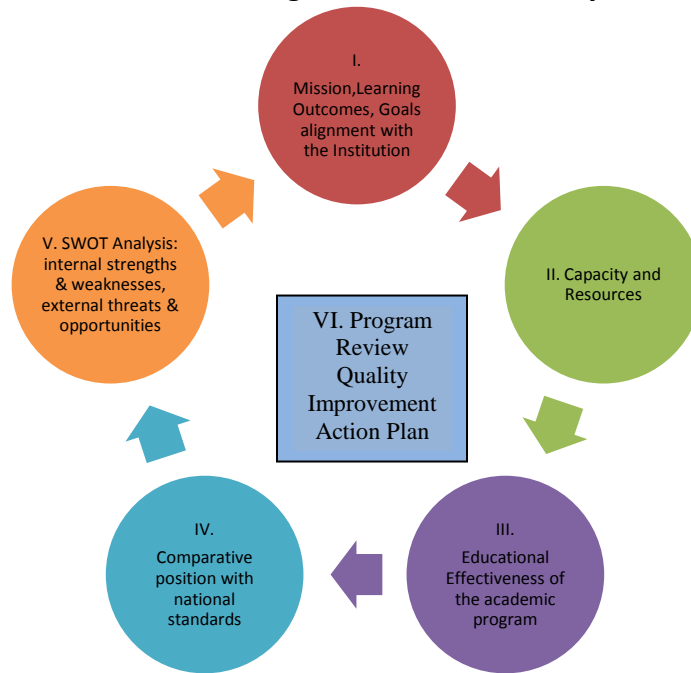 I.
Mission,Learning
Outcomes, Goals
alignment with
the Institution
II. Capacity and
Resources
III.
Educational
Effectiveness of
the academic
program
IV.
Comparative
position with
national
standards
V. SWOT Analysis:
internal strengths
& weaknesses,
external threats &
opportunities
VI. Program
Review
Quality
Improvement
Action Plan